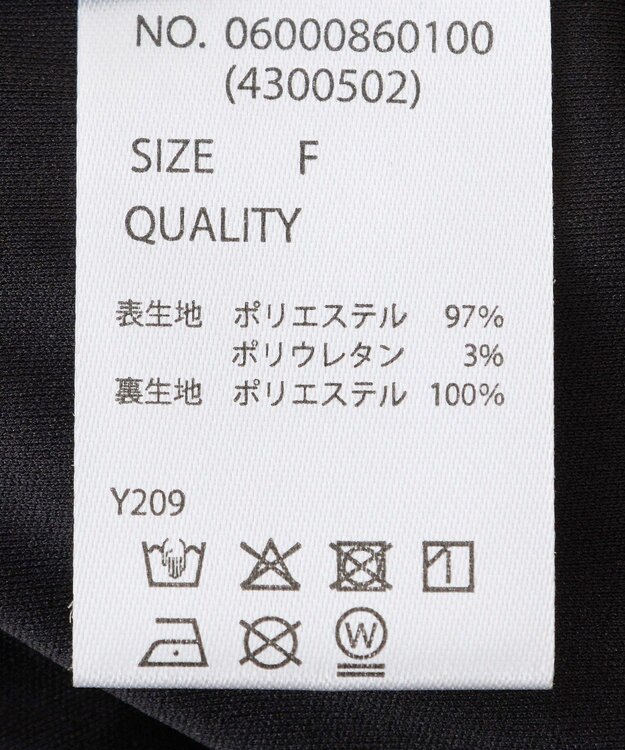 NO. 06000860100
(4300502)
SIZE F
QUALITY
表生地 ポリエステル 97%
ポリウレタン 3%
裏生地 ポリエステル 100%
Y209
W